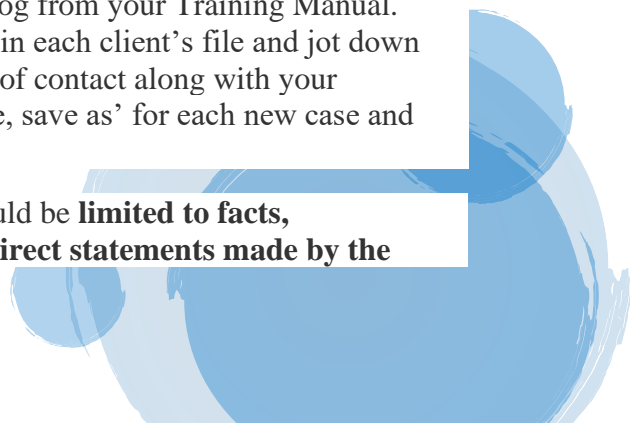 og from your Training Manual.
in each client's file and jot down
of contact along with your
e, save as' for each new case and
uld be limited to facts,
irect statements made by the